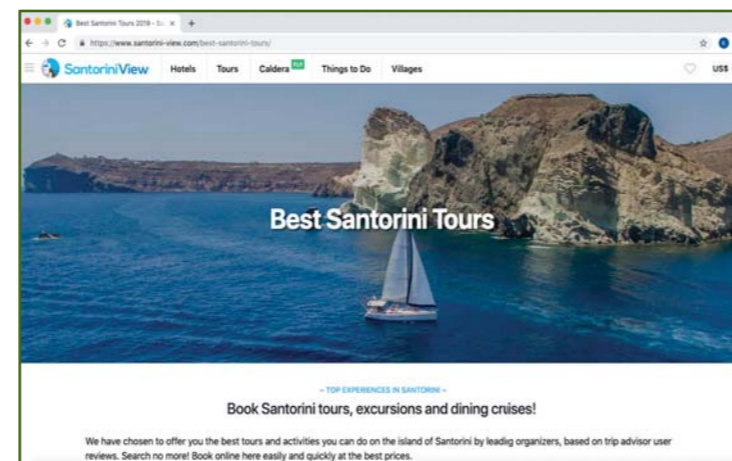 Best Santorini Tours 2019 - Sa
https://www.santorini-view.com/best-santorini-tours/
SantoriniView Hotels Tours Caldera FLY Things to Do Villages US$
Best Santorini Tours
~ TOP EXPERIENCES IN SANTORINI ~
Book Santorini tours, excursions and dining cruises!
We have chosen to offer you the best tours and activities you can do on the island of Santorini by leadig organizers, based on trip advisor user
reviews. Search no more! Book online here easily and quickly at the best prices.